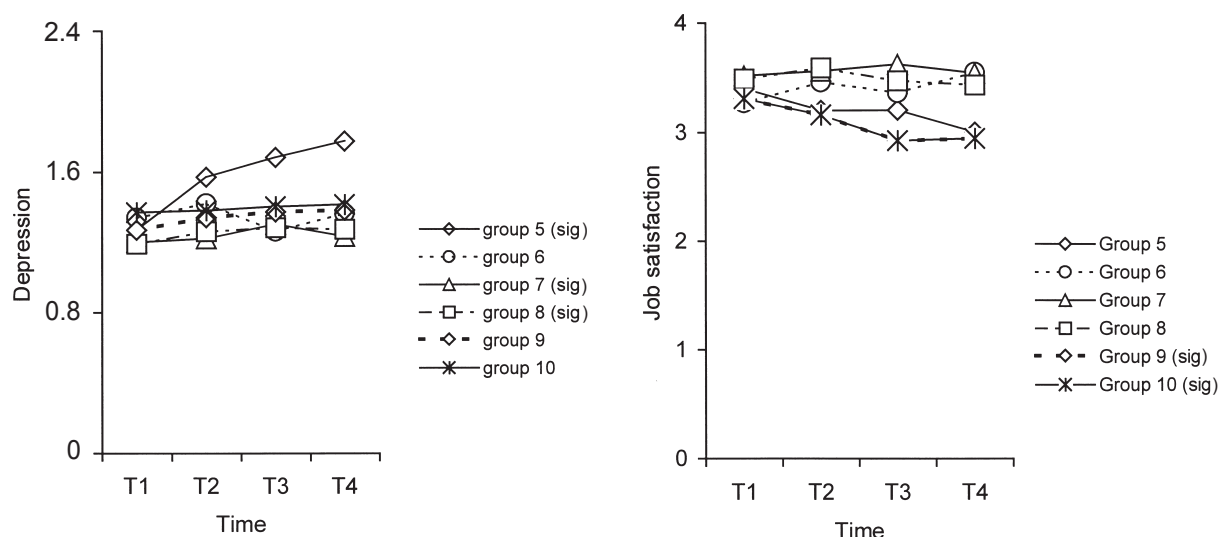 2.4
1.6
0.8
0
Depression
T1 T2 T3 T4
Time
group 5 (sig)
group 6
group 7 (sig)
group 8 (sig)
group 9
group 10
4
3
2
1
0
Job satisfaction
T1 T2 T3 T4
Time
Group 5
Group 6
Group 7
Group 8
Group 9 (sig)
Group 10 (sig)